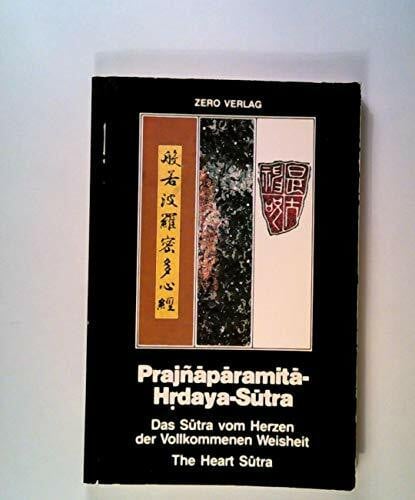 ZERO VERLAG
般若波羅密多心經
Prajñāpāramitā-
Hṛdaya-Sūtra
Das Sūtra vom Herzen
der Vollkommenen Weisheit
The Heart Sūtra